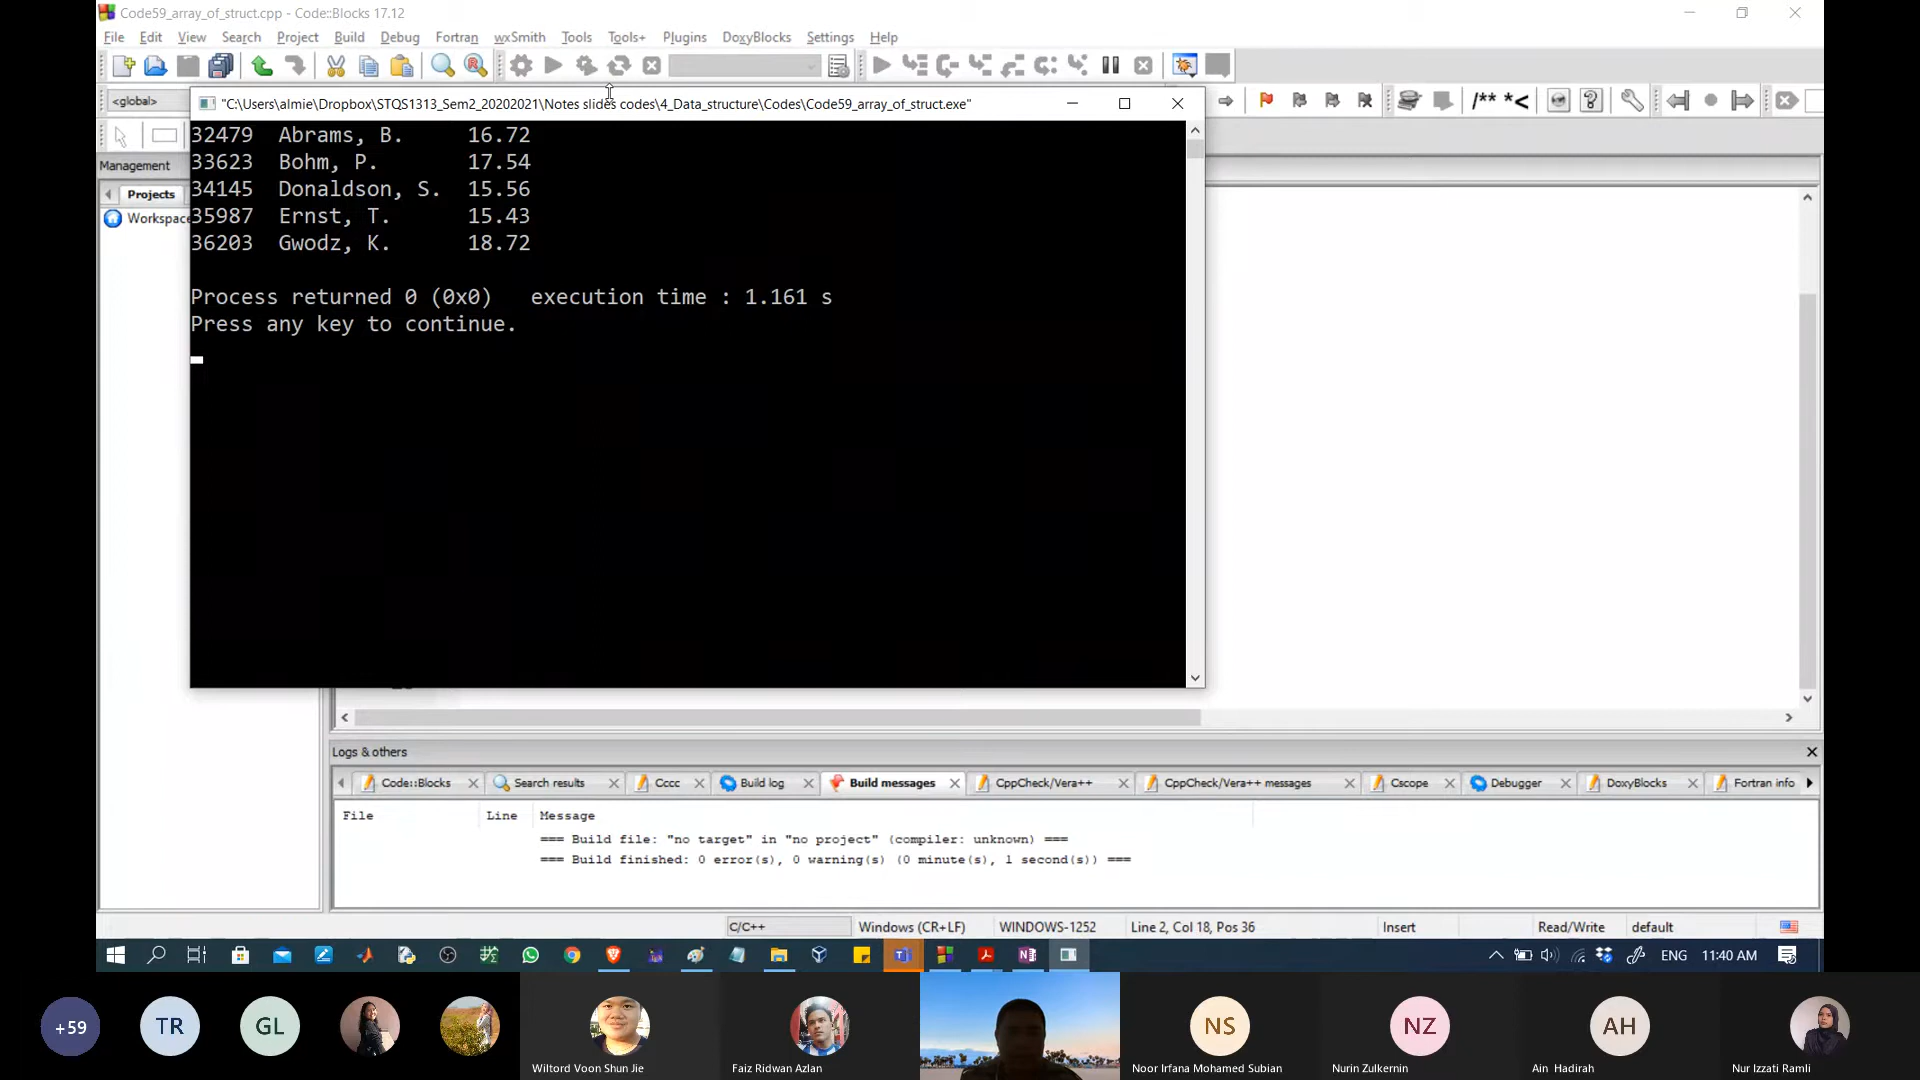 Code59_array_of_struct.cpp - Code::Blocks 17.12
File Edit View Search Project Build Debug Fortran wxSmith Tools Tools+ Plugins DoxyBlocks Settings Help
<global>
/** *<
"C:\Users\almie\Dropbox\STQS1313_Sem2_20202021\Notes slides codes\4_Data_structure\Codes\Code59_array_of_struct.exe"
32479 Abrams, B. 16.72
33623 Bohm, P. 17.54
34145 Donaldson, S. 15.56
35987 Ernst, T. 15.43
36203 Gwodz, K. 18.72
Process returned 0 (0x0) execution time : 1.161 s
Press any key to continue.
Management
Projects
Workspace
Logs & others
Code::Blocks Search results Cccc Build log Build messages CppCheck/Vera++ CppCheck/Vera++ messages Cscope Debugger DoxyBlocks Fortran info
File Line Message
=== Build file: "no target" in "no project" (compiler: unknown) ===
=== Build finished: 0 error(s), 0 warning(s) (0 minute(s), 1 second(s)) ===
C/C++ Windows (CR+LF) WINDOWS-1252 Line 2, Col 18, Pos 36 Insert Read/Write default
ENG 11:40 AM
+59 TR GL NS NZ AH
Wiltord Voon Shun Jie Faiz Ridwan Azlan Noor Irfana Mohamed Subian Nurin Zulkernin Ain Hadirah Nur Izzati Ramli